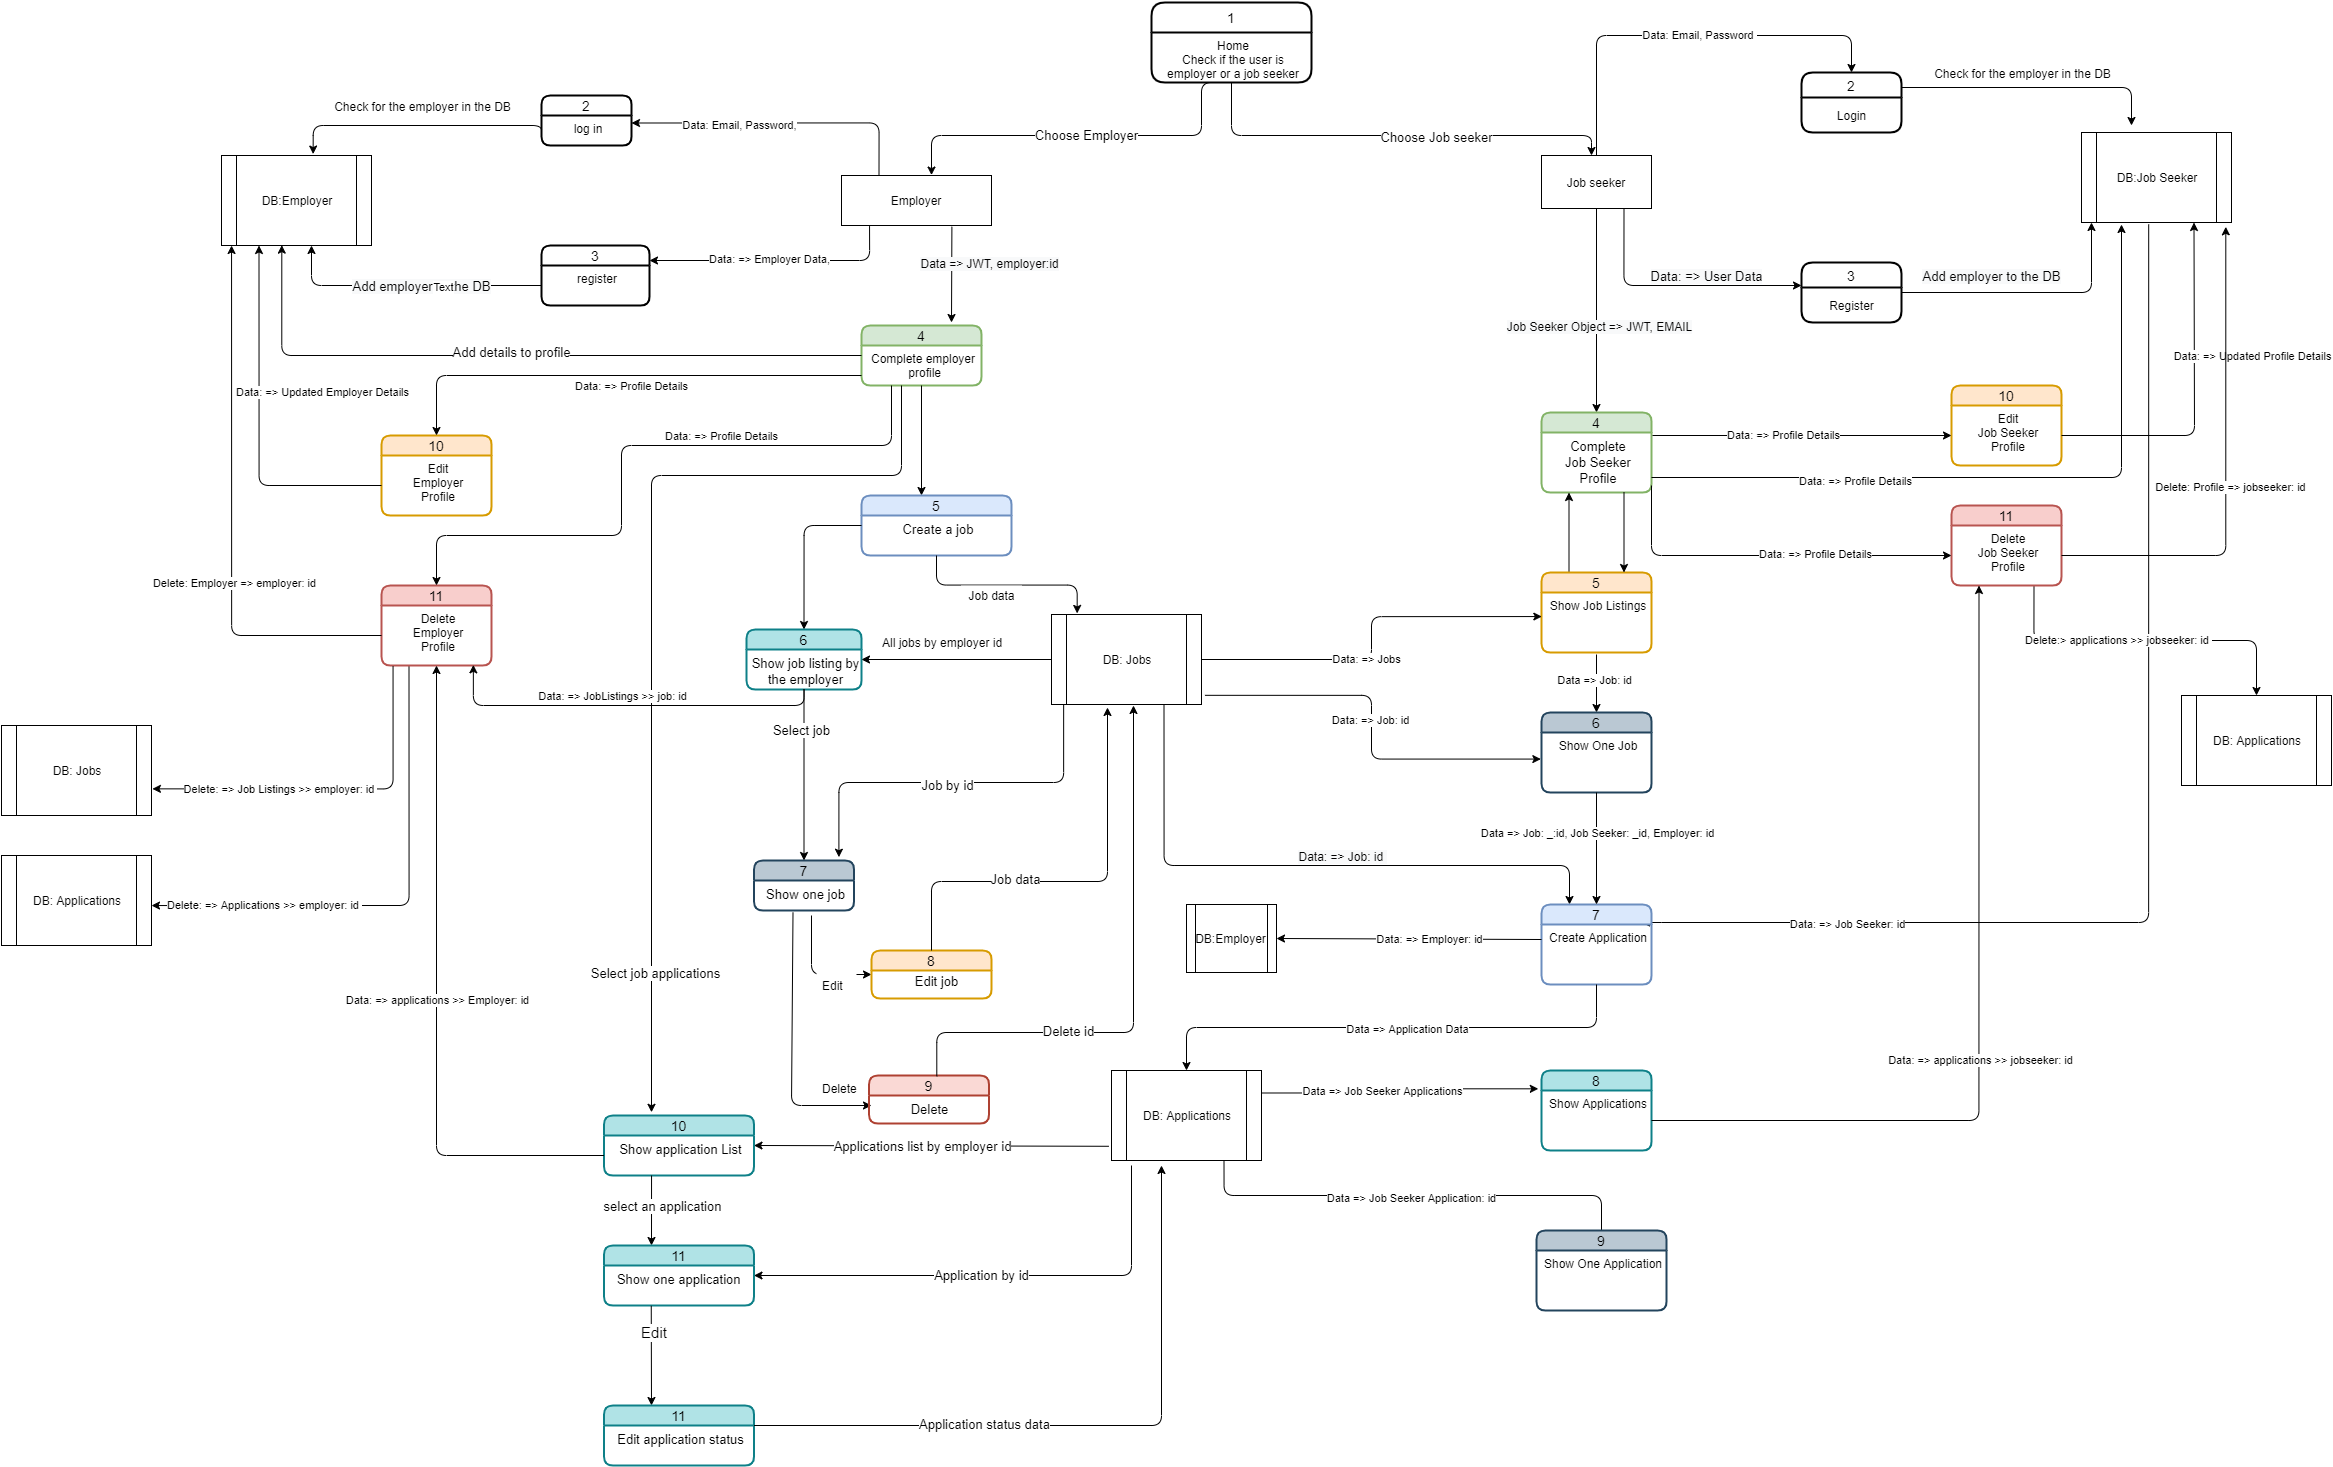 1
Home
Check if the user is
employer or a job seeker
Data: Email, Password
2
Login
Check for the employer in the DB
Check for the employer in the DB
2
log in
Data: Email, Password,
Choose Employer
Choose Job seeker
DB:Employer
Employer
Job seeker
DB:Job Seeker
3
register
Data: => Employer Data,
Data => JWT, employer:id
Add employer
Text
the DB
Data: => User Data
3
Register
Add employer to the DB
Job Seeker Object => JWT, EMAIL
4
Complete employer
profile
Add details to profile
Data: => Profile Details
Data: => Updated Employer Details
Data: => Updated Profile Details
10
Edit
Employer
Profile
Data: => Profile Details
4
Complete
Job Seeker
Profile
Data: => Profile Details
10
Edit
Job Seeker
Profile
Data: => Profile Details
Delete: Profile => jobseeker: id
5
Create a job
11
Delete
Job Seeker
Profile
Data: => Profile Details
Delete: Employer => employer: id
11
Delete
Employer
Profile
Job data
5
Show Job Listings
6
Show job listing by
the employer
All jobs by employer id
DB: Jobs
Data: => Jobs
Delete:> applications >> jobseeker: id
Data => Job: id
Data: => JobListings >> job: id
Select job
Data: => Job: id
6
Show One Job
DB: Applications
DB: Jobs
Delete: => Job Listings >> employer: id
Job by id
Data => Job: _:id, Job Seeker: _id, Employer: id
Data: => Job: id
7
Show one job
Job data
DB: Applications
Delete: => Applications >> employer: id
7
Create Application
Data: => Job Seeker: id
DB:Employer
Data: => Employer: id
8
Edit job
Edit
Select job applications
Data: => applications >> Employer: id
Delete id
Data => Application Data
Data: => applications >> jobseeker: id
9
Delete
Delete
DB: Applications
Data => Job Seeker Applications
8
Show Applications
10
Show application List
Applications list by employer id
select an application
Data => Job Seeker Application: id
9
Show One Application
11
Show one application
Application by id
Edit
11
Edit application status
Application status data